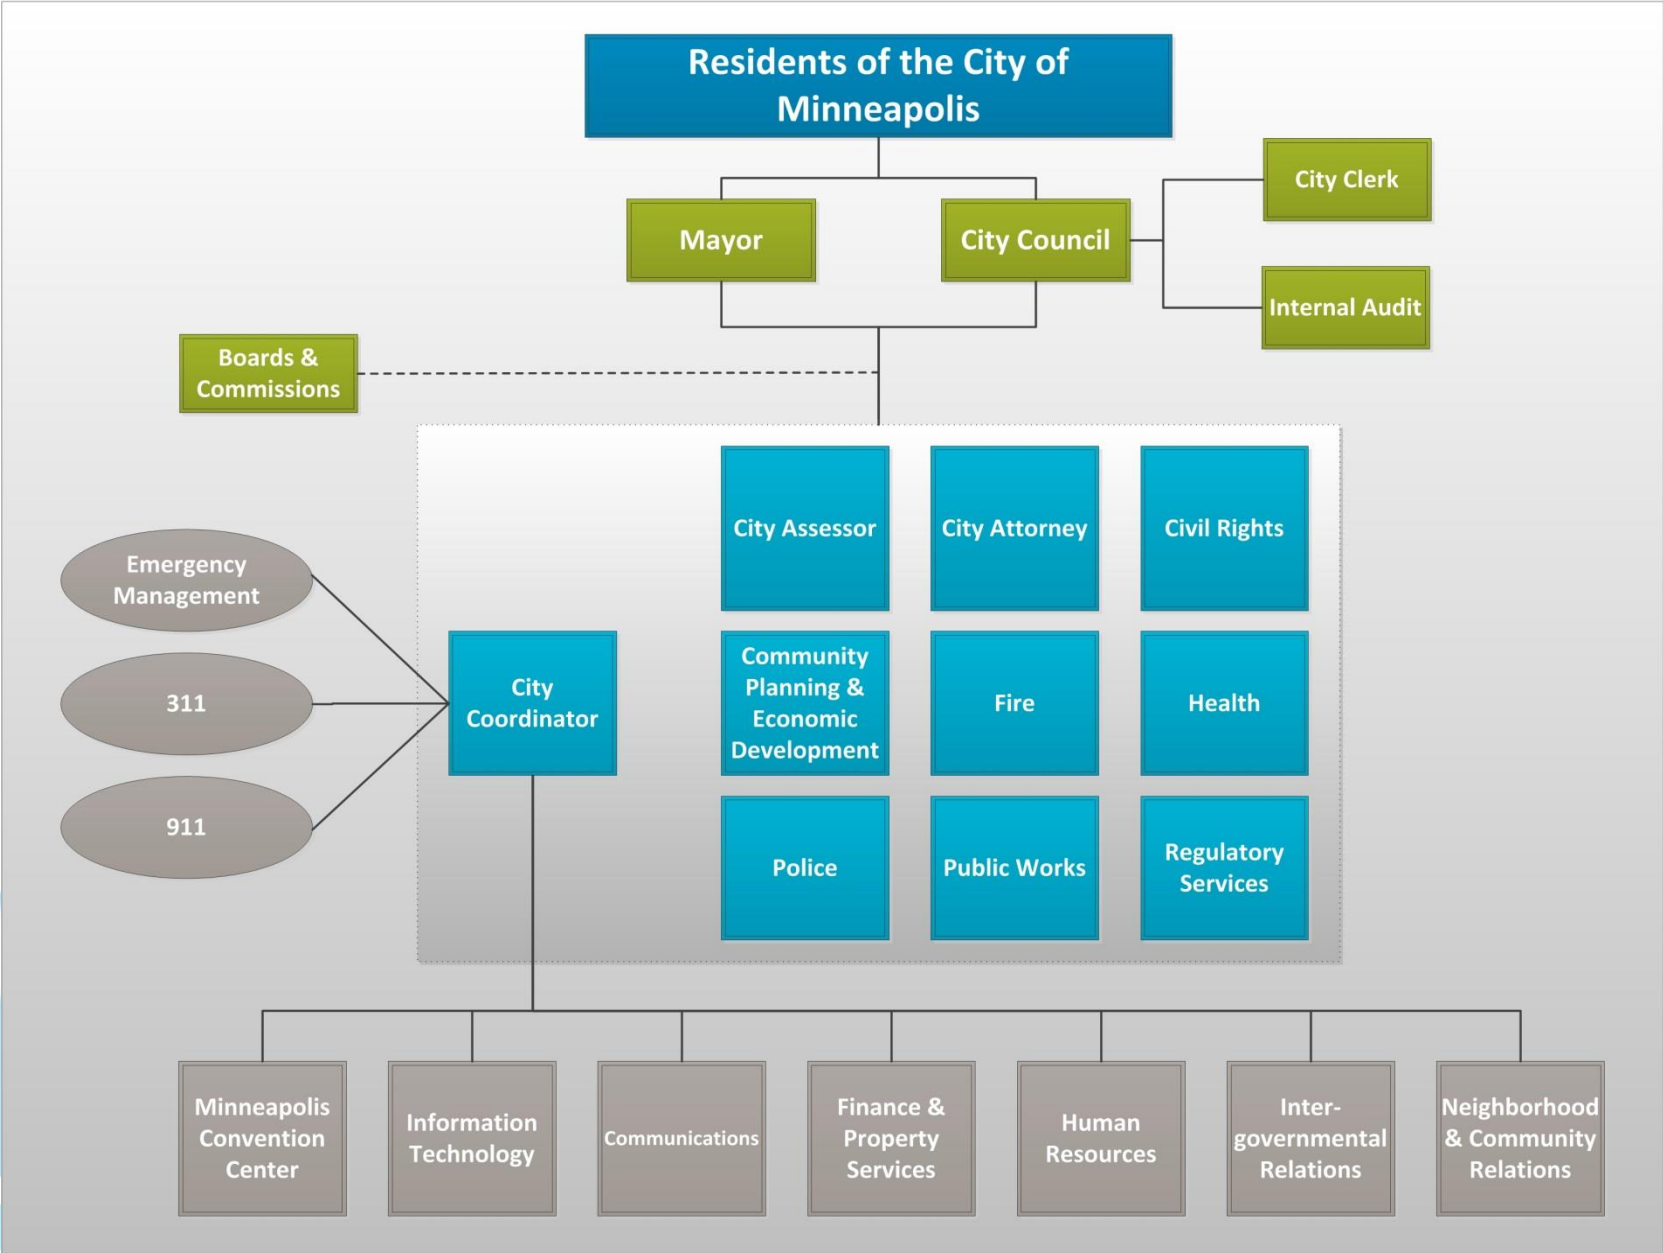 Residents of the City of
Minneapolis
City Clerk
Mayor
City Council
Internal Audit
Boards &
Commissions
City Assessor
City Attorney
Civil Rights
Emergency
Management
311
911
City
Coordinator
Community
Planning &
Economic
Development
Fire
Health
Police
Public Works
Regulatory
Services
Minneapolis
Convention
Center
Information
Technology
Communications
Finance &
Property
Services
Human
Resources
Inter-
governmental
Relations
Neighborhood
& Community
Relations